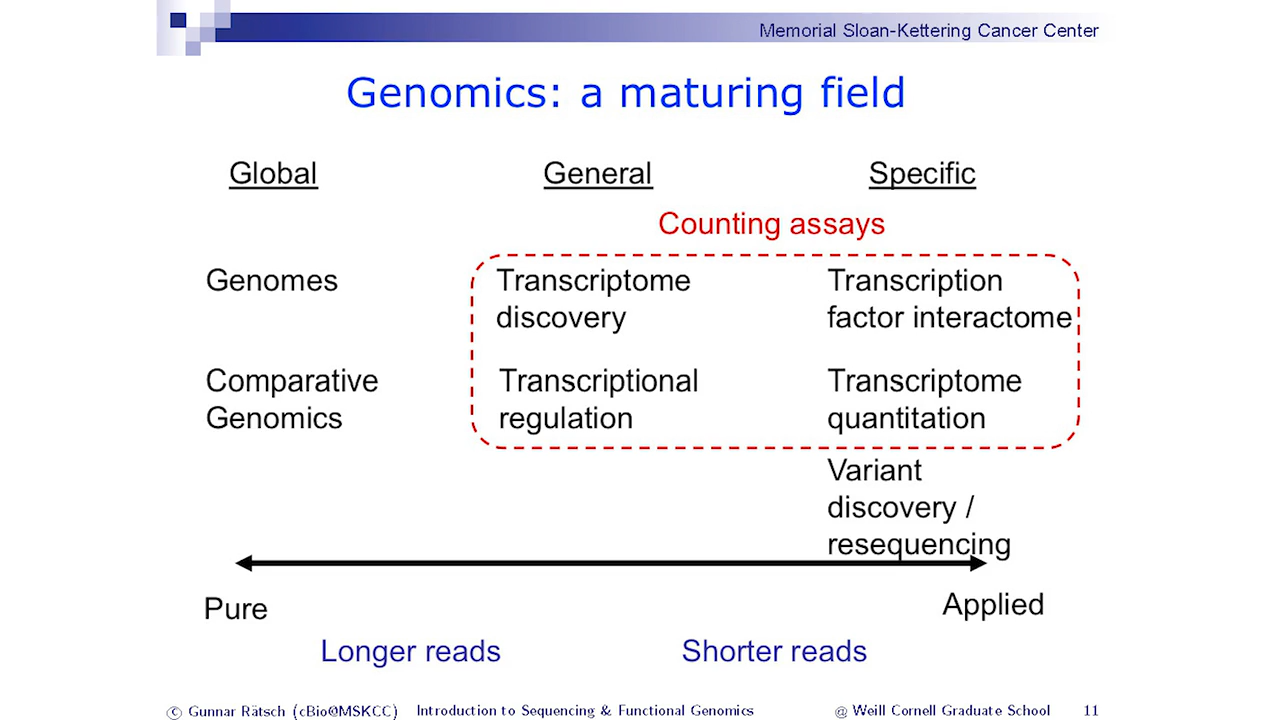 Memorial Sloan-Kettering Cancer Center
Genomics: a maturing field
Global General Specific
Counting assays
Genomes Transcriptome Transcription
discovery factor interactome
Comparative Transcriptional Transcriptome
Genomics regulation quantitation
Variant
discovery /
resequencing
Pure Applied
Longer reads Shorter reads
© Gunnar Rätsch (cBio@MSKCC) Introduction to Sequencing & Functional Genomics @ Weill Cornell Graduate School 11